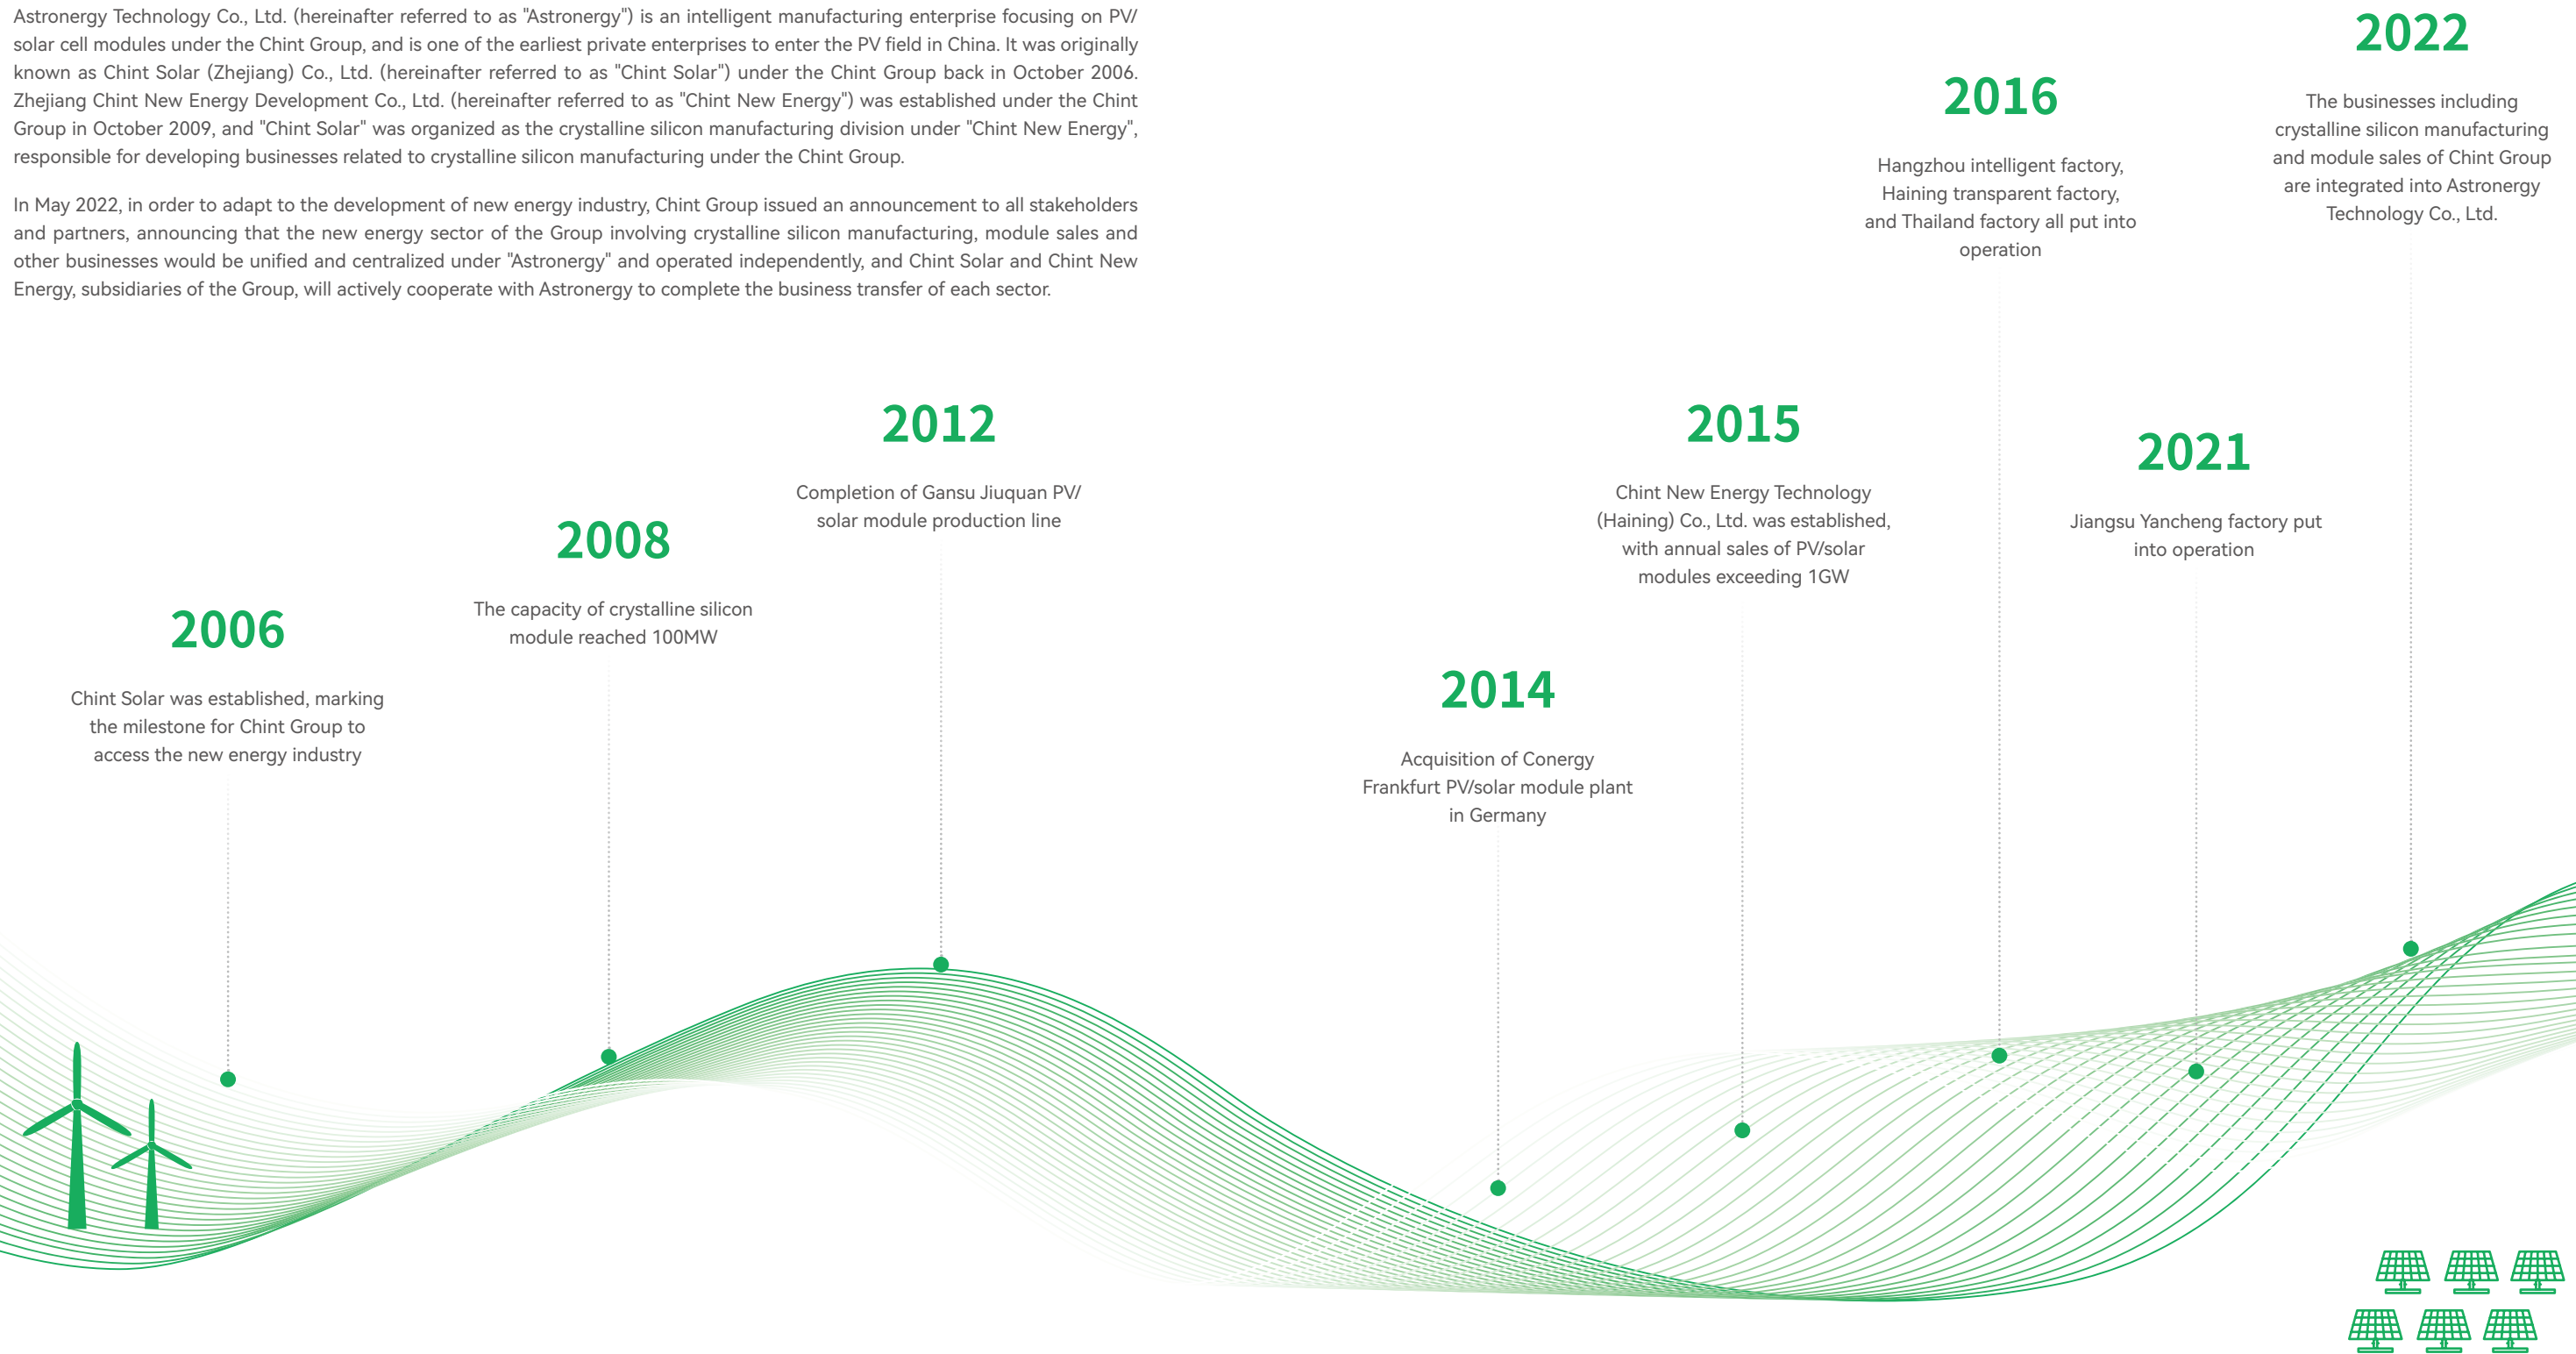 Astronergy Technology Co., Ltd. (hereinafter referred to as "Astronergy") is an intelligent manufacturing enterprise focusing on PV/
solar cell modules under the Chint Group, and is one of the earliest private enterprises to enter the PV field in China. It was originally
known as Chint Solar (Zhejiang) Co., Ltd. (hereinafter referred to as "Chint Solar") under the Chint Group back in October 2006.
Zhejiang Chint New Energy Development Co., Ltd. (hereinafter referred to as "Chint New Energy") was established under the Chint
Group in October 2009, and "Chint Solar" was organized as the crystalline silicon manufacturing division under "Chint New Energy",
responsible for developing businesses related to crystalline silicon manufacturing under the Chint Group.
In May 2022, in order to adapt to the development of new energy industry, Chint Group issued an announcement to all stakeholders
and partners, announcing that the new energy sector of the Group involving crystalline silicon manufacturing, module sales and
other businesses would be unified and centralized under "Astronergy" and operated independently, and Chint Solar and Chint New
Energy, subsidiaries of the Group, will actively cooperate with Astronergy to complete the business transfer of each sector.
2006
Chint Solar was established, marking
the milestone for Chint Group to
access the new energy industry
2008
The capacity of crystalline silicon
module reached 100MW
2012
Completion of Gansu Jiuquan PV/
solar module production line
2014
Acquisition of Conergy
Frankfurt PV/solar module plant
in Germany
2015
Chint New Energy Technology
(Haining) Co., Ltd. was established,
with annual sales of PV/solar
modules exceeding 1GW
2016
Hangzhou intelligent factory,
Haining transparent factory,
and Thailand factory all put into
operation
2021
Jiangsu Yancheng factory put
into operation
2022
The businesses including
crystalline silicon manufacturing
and module sales of Chint Group
are integrated into Astronergy
Technology Co., Ltd.